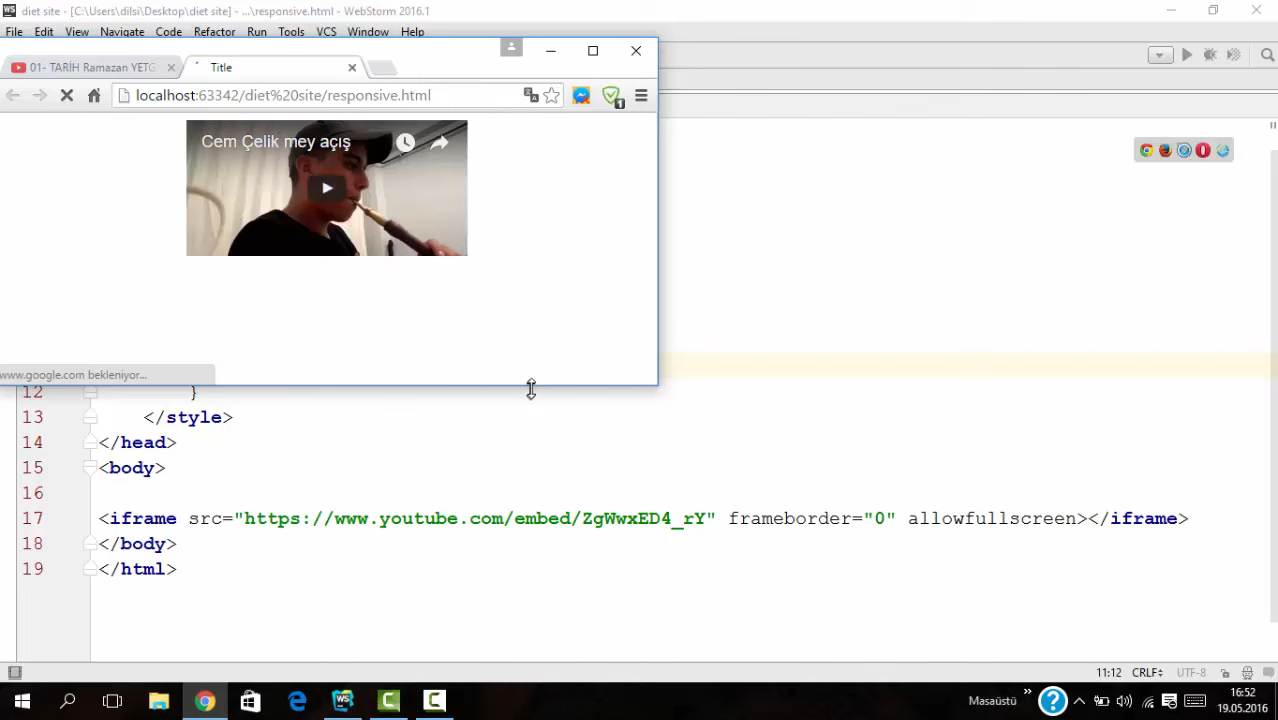 diet site - [C:\Users\dilsi\Desktop\diet site] - ...\responsive.html - WebStorm 2016.1
File Edit View Navigate Code Refactor Run Tools VCS Window Help
01- TARİH Ramazan YETG
Title
localhost:63342/diet%20site/responsive.html
1
Cem Çelik mey açış
www.google.com bekleniyor...
12 }
13 </style>
14 </head>
15 <body>
16
17 <iframe src="https://www.youtube.com/embed/ZgWwxED4_rY" frameborder="0" allowfullscreen></iframe>
18 </body>
19 </html>
11:12 CRLF UTF-8
Masaüstü
16:52
19.05.2016